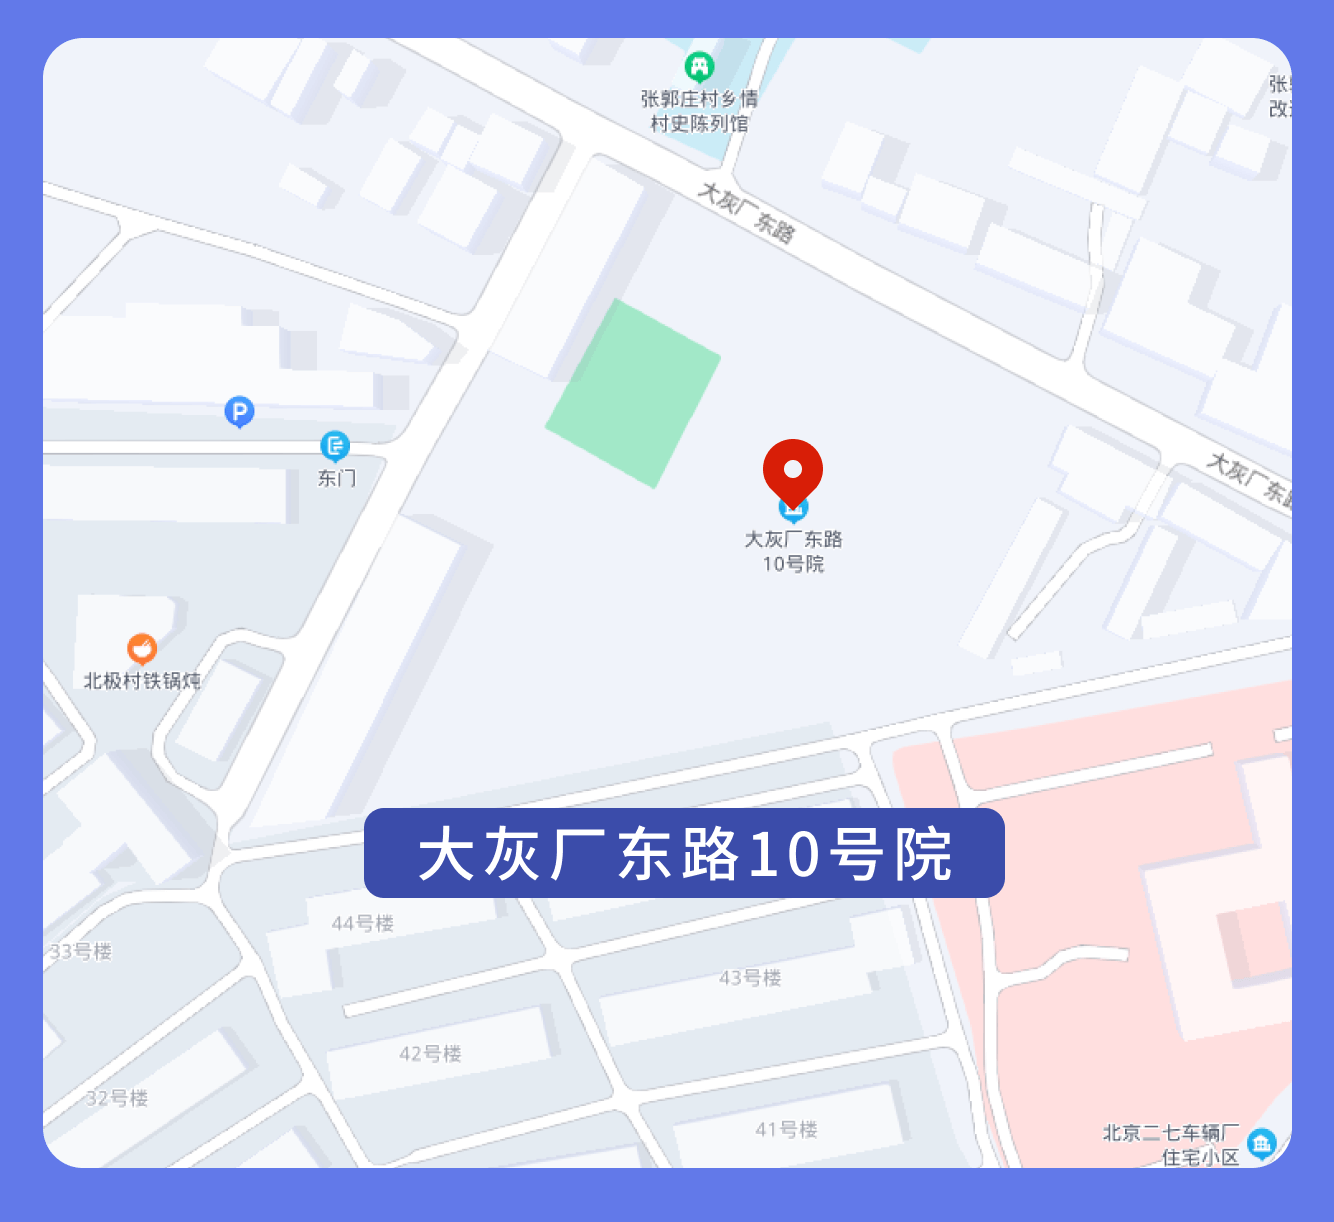 张郭庄村乡情
村史陈列馆
改
大灰厂东路
P
东门
大灰厂东路
大灰厂东路
10号院
北极村铁锅炖
大灰厂东路10号院
44号楼
33号楼
43号楼
42号楼
32号楼
41号楼
北京二七车辆厂
住宅小区